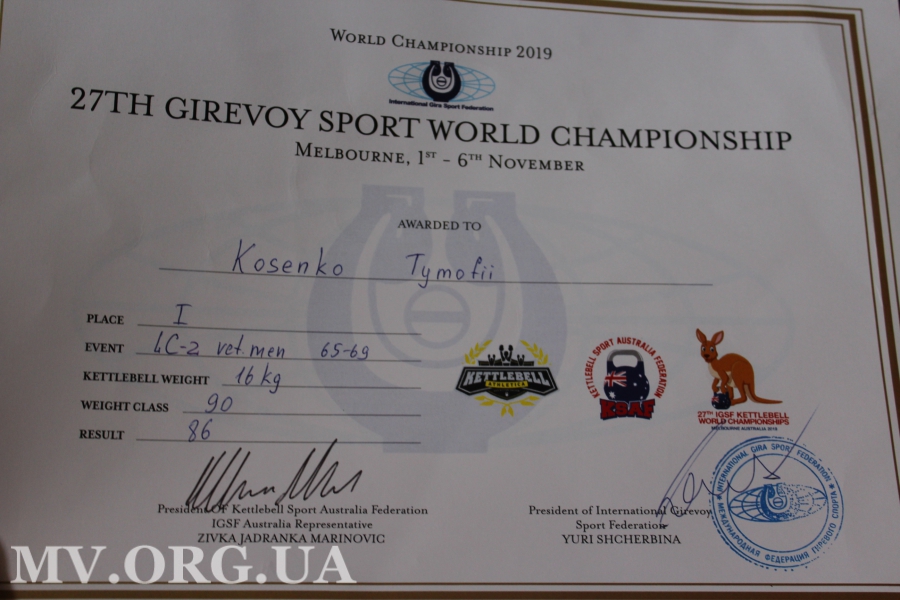 WORLD CHAMPIONSHIP 2019
International Gira Sport Federation
27TH GIREVOY SPORT WORLD CHAMPIONSHIP
MELBOURNE, 1ST - 6TH NOVEMBER
AWARDED TO
Kosenko Tymofii
PLACE I
EVENT LC-2 vet. men 65-69
KETTLEBELL WEIGHT 16 kg
WEIGHT CLASS 90
RESULT 86
KETTLEBELL
ATHLETICA
KETTLEBELL SPORT AUSTRALIA FEDERATION
KSAF
27TH IGSF KETTLEBELL
WORLD CHAMPIONSHIPS
MELBOURNE AUSTRALIA 2019
President OF Kettlebell Sport Australia Federation
IGSF Australia Representative
ZIVKA JADRANKA MARINOVIC
President of International Girevoy
Sport Federation
YURI SHCHERBINA
INTERNATIONAL GIRA SPORT FEDERATION
МЕЖДУНАРОДНАЯ ФЕДЕРАЦИЯ ГИРЕВОГО СПОРТА
MV.ORG.UA